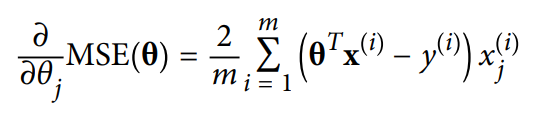 ∂/∂θ_j MSE(θ) = 2/m ∑_{i = 1}^{m} (θ^T x^(i) − y^(i)) x_j^(i)